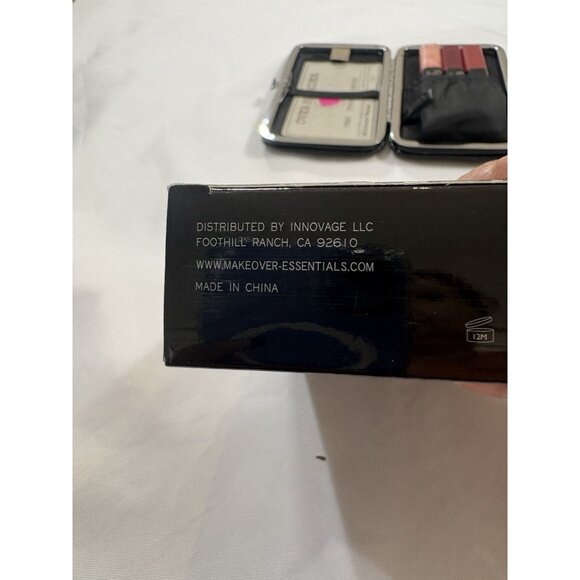 DISTRIBUTED BY INNOVAGE LLC
FOOTHILL RANCH, CA 92610
WWW.MAKEOVER-ESSENTIALS.COM
MADE IN CHINA
12M